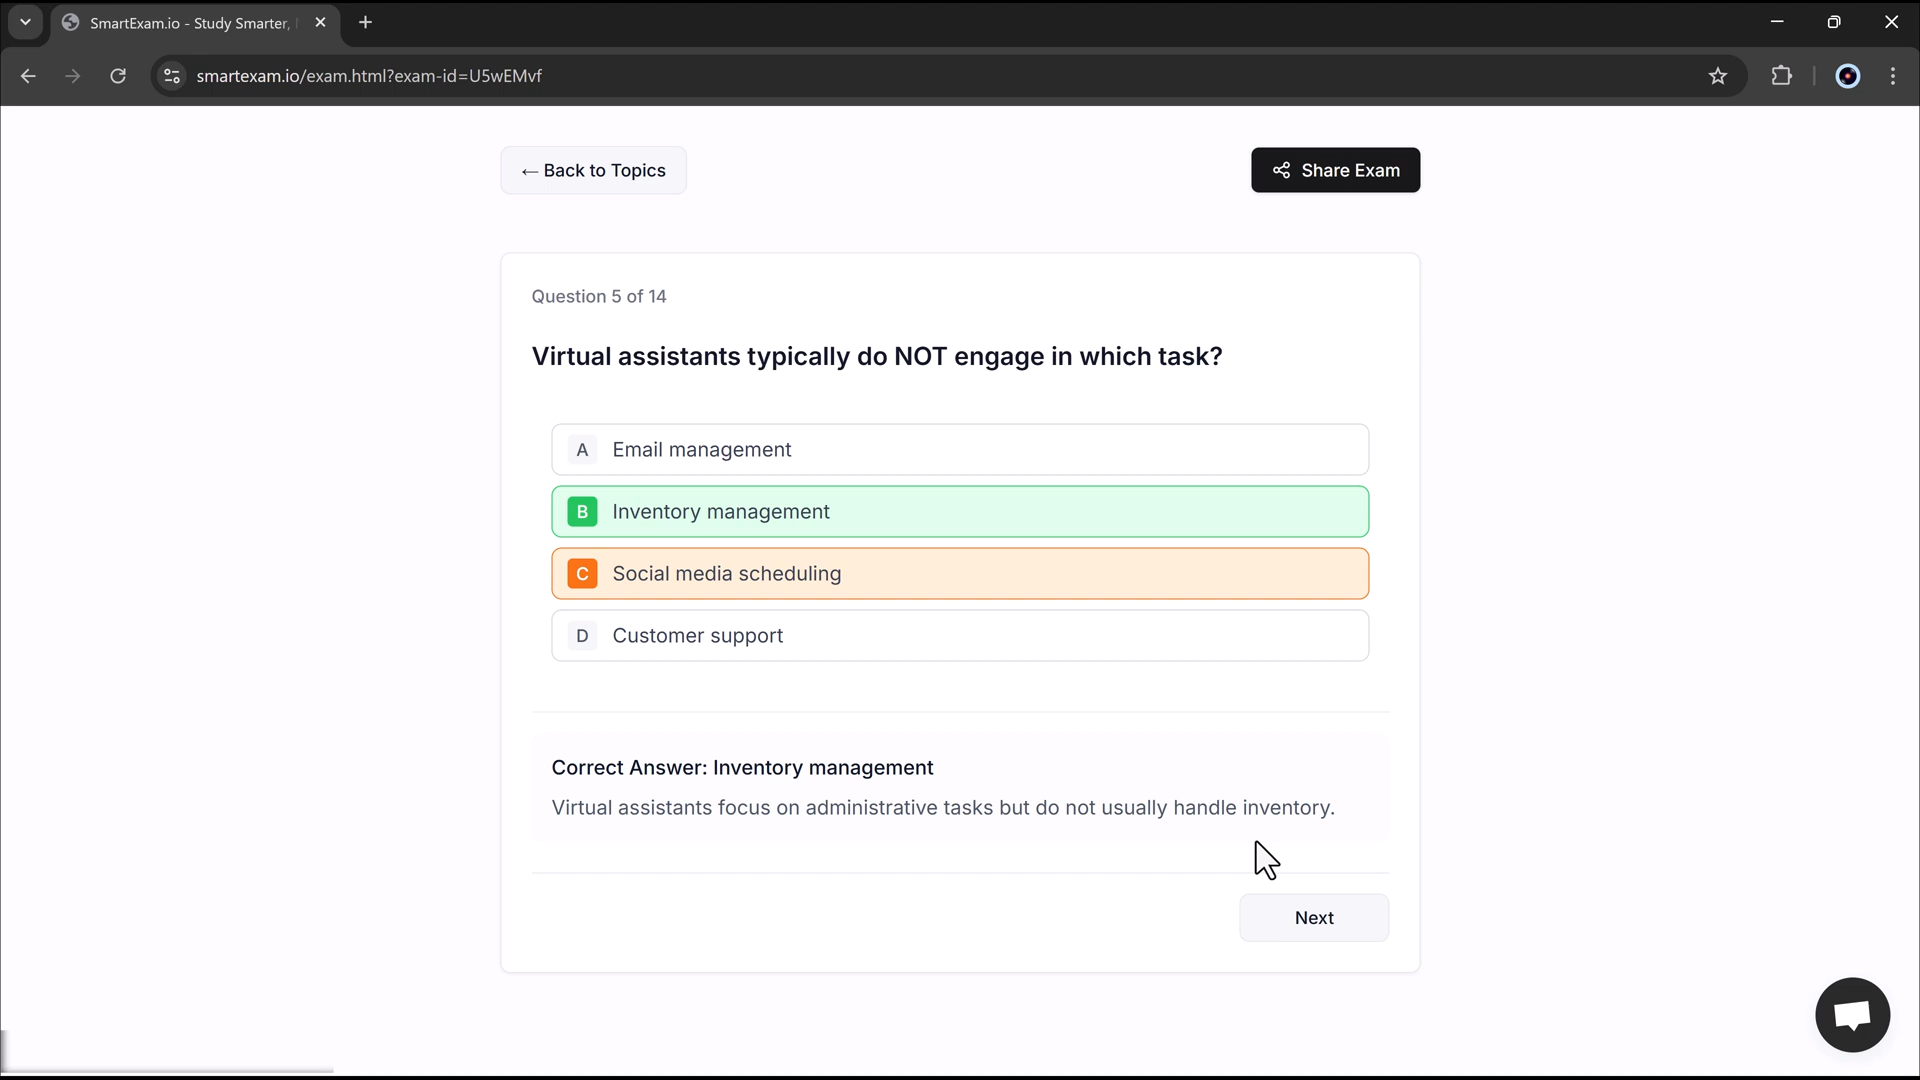 SmartExam.io - Study Smarter,
smartexam.io/exam.html?exam-id=U5wEMvf
← Back to Topics
Share Exam
Question 5 of 14
Virtual assistants typically do NOT engage in which task?
A Email management
B Inventory management
C Social media scheduling
D Customer support
Correct Answer: Inventory management
Virtual assistants focus on administrative tasks but do not usually handle inventory.
Next